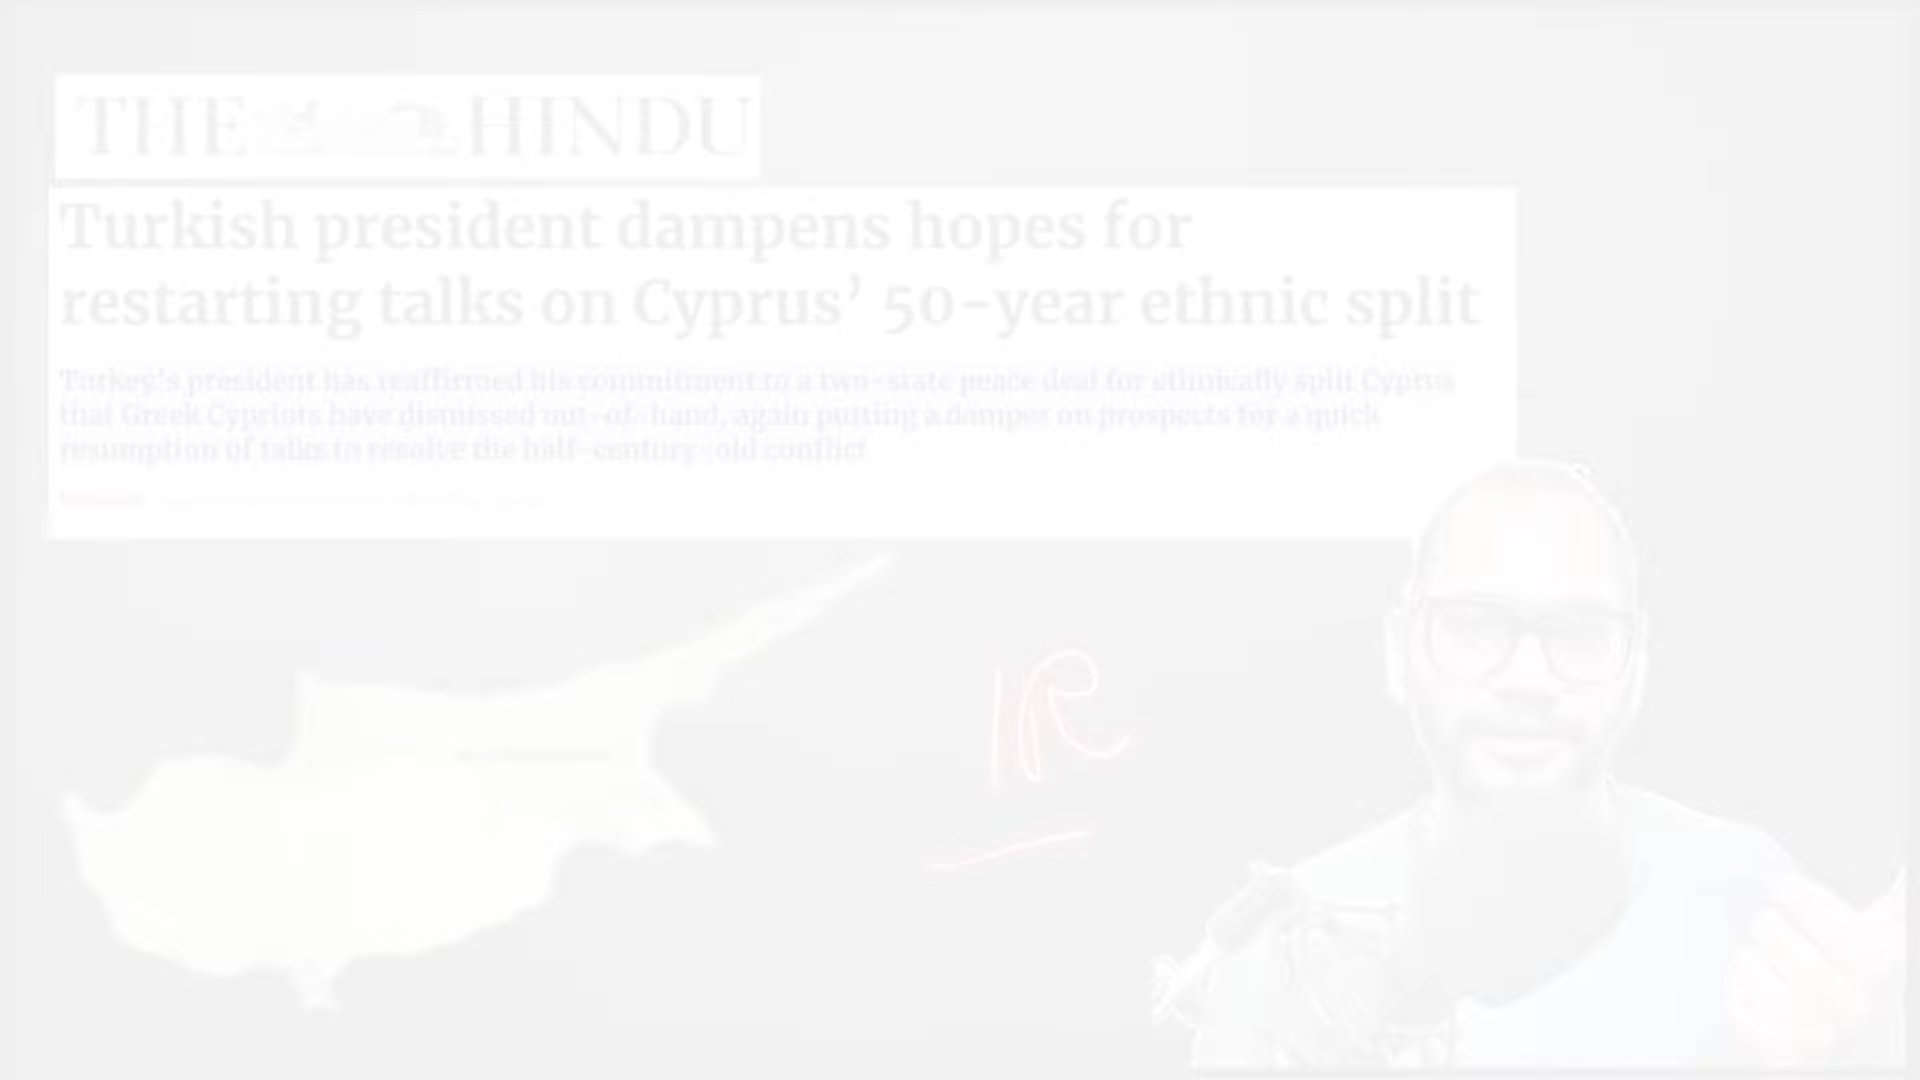 THE HINDU
Turkish president dampens hopes for
restarting talks on Cyprus’ 50-year ethnic split
Turkey's president has reaffirmed his commitment to a two-state peace deal for ethnically split Cyprus
that Greek Cypriots have dismissed out-of-hand, again putting a damper on prospects for a quick
resumption of talks to resolve the half-century-old conflict
IR